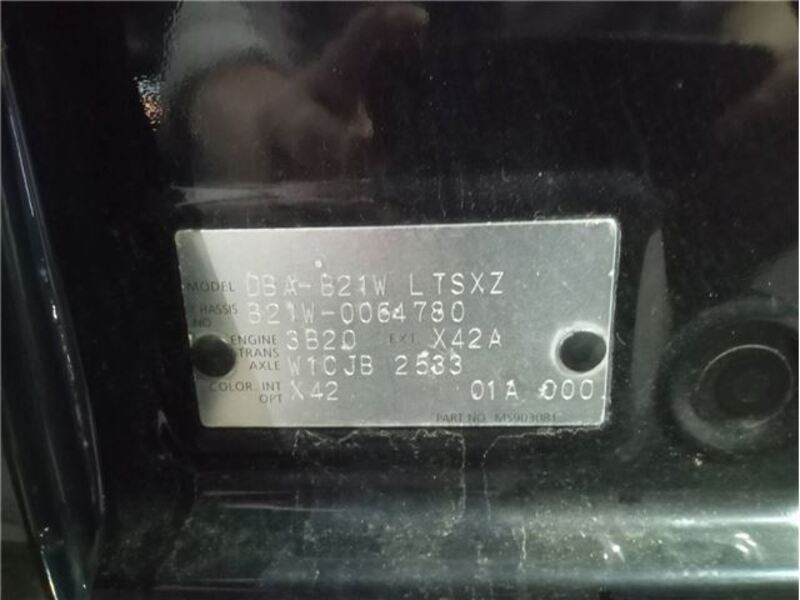 MODEL DBA-B21W LTSXZ
CHASSIS NO B21W-0064780
ENGINE 3B20 EXT X42A
TRANS AXLE W1CJB 2533
COLOR INT OPT X42 01A 000
PART NO MS903081